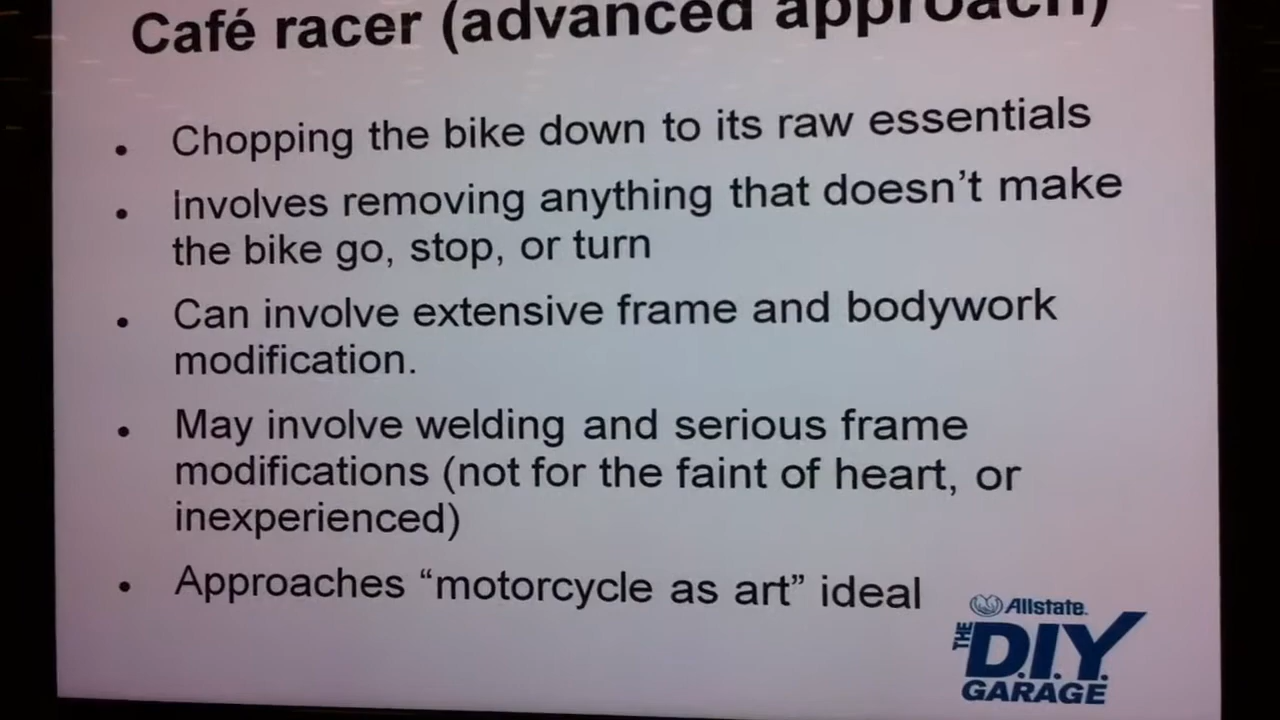 Café racer (advanced approach)
• Chopping the bike down to its raw essentials
• Involves removing anything that doesn’t make
the bike go, stop, or turn
• Can involve extensive frame and bodywork
modification.
• May involve welding and serious frame
modifications (not for the faint of heart, or
inexperienced)
• Approaches “motorcycle as art” ideal
Allstate.
THE
D.I.Y.
GARAGE